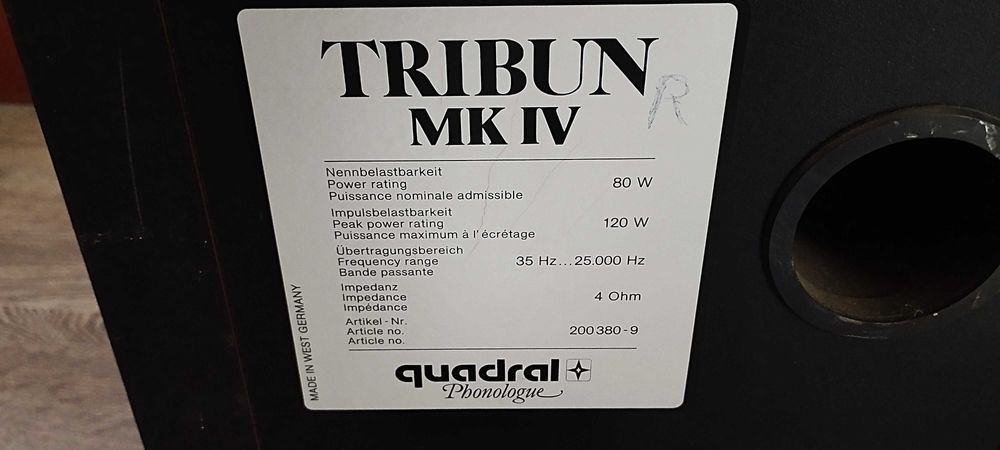 TRIBUN
R
MK IV
Nennbelastbarkeit
Power rating 80 W
Puissance nominale admissible
Impulsbelastbarkeit
Peak power rating 120 W
Puissance maximum à l'écrétage
Übertragungsbereich
Frequency range 35 Hz...25.000 Hz
Bande passante
Impedanz
Impedance 4 Ohm
Impédance
Artikel-Nr.
Article no. 200380-9
Article no.
MADE IN WEST GERMANY
quadral
Phonologue